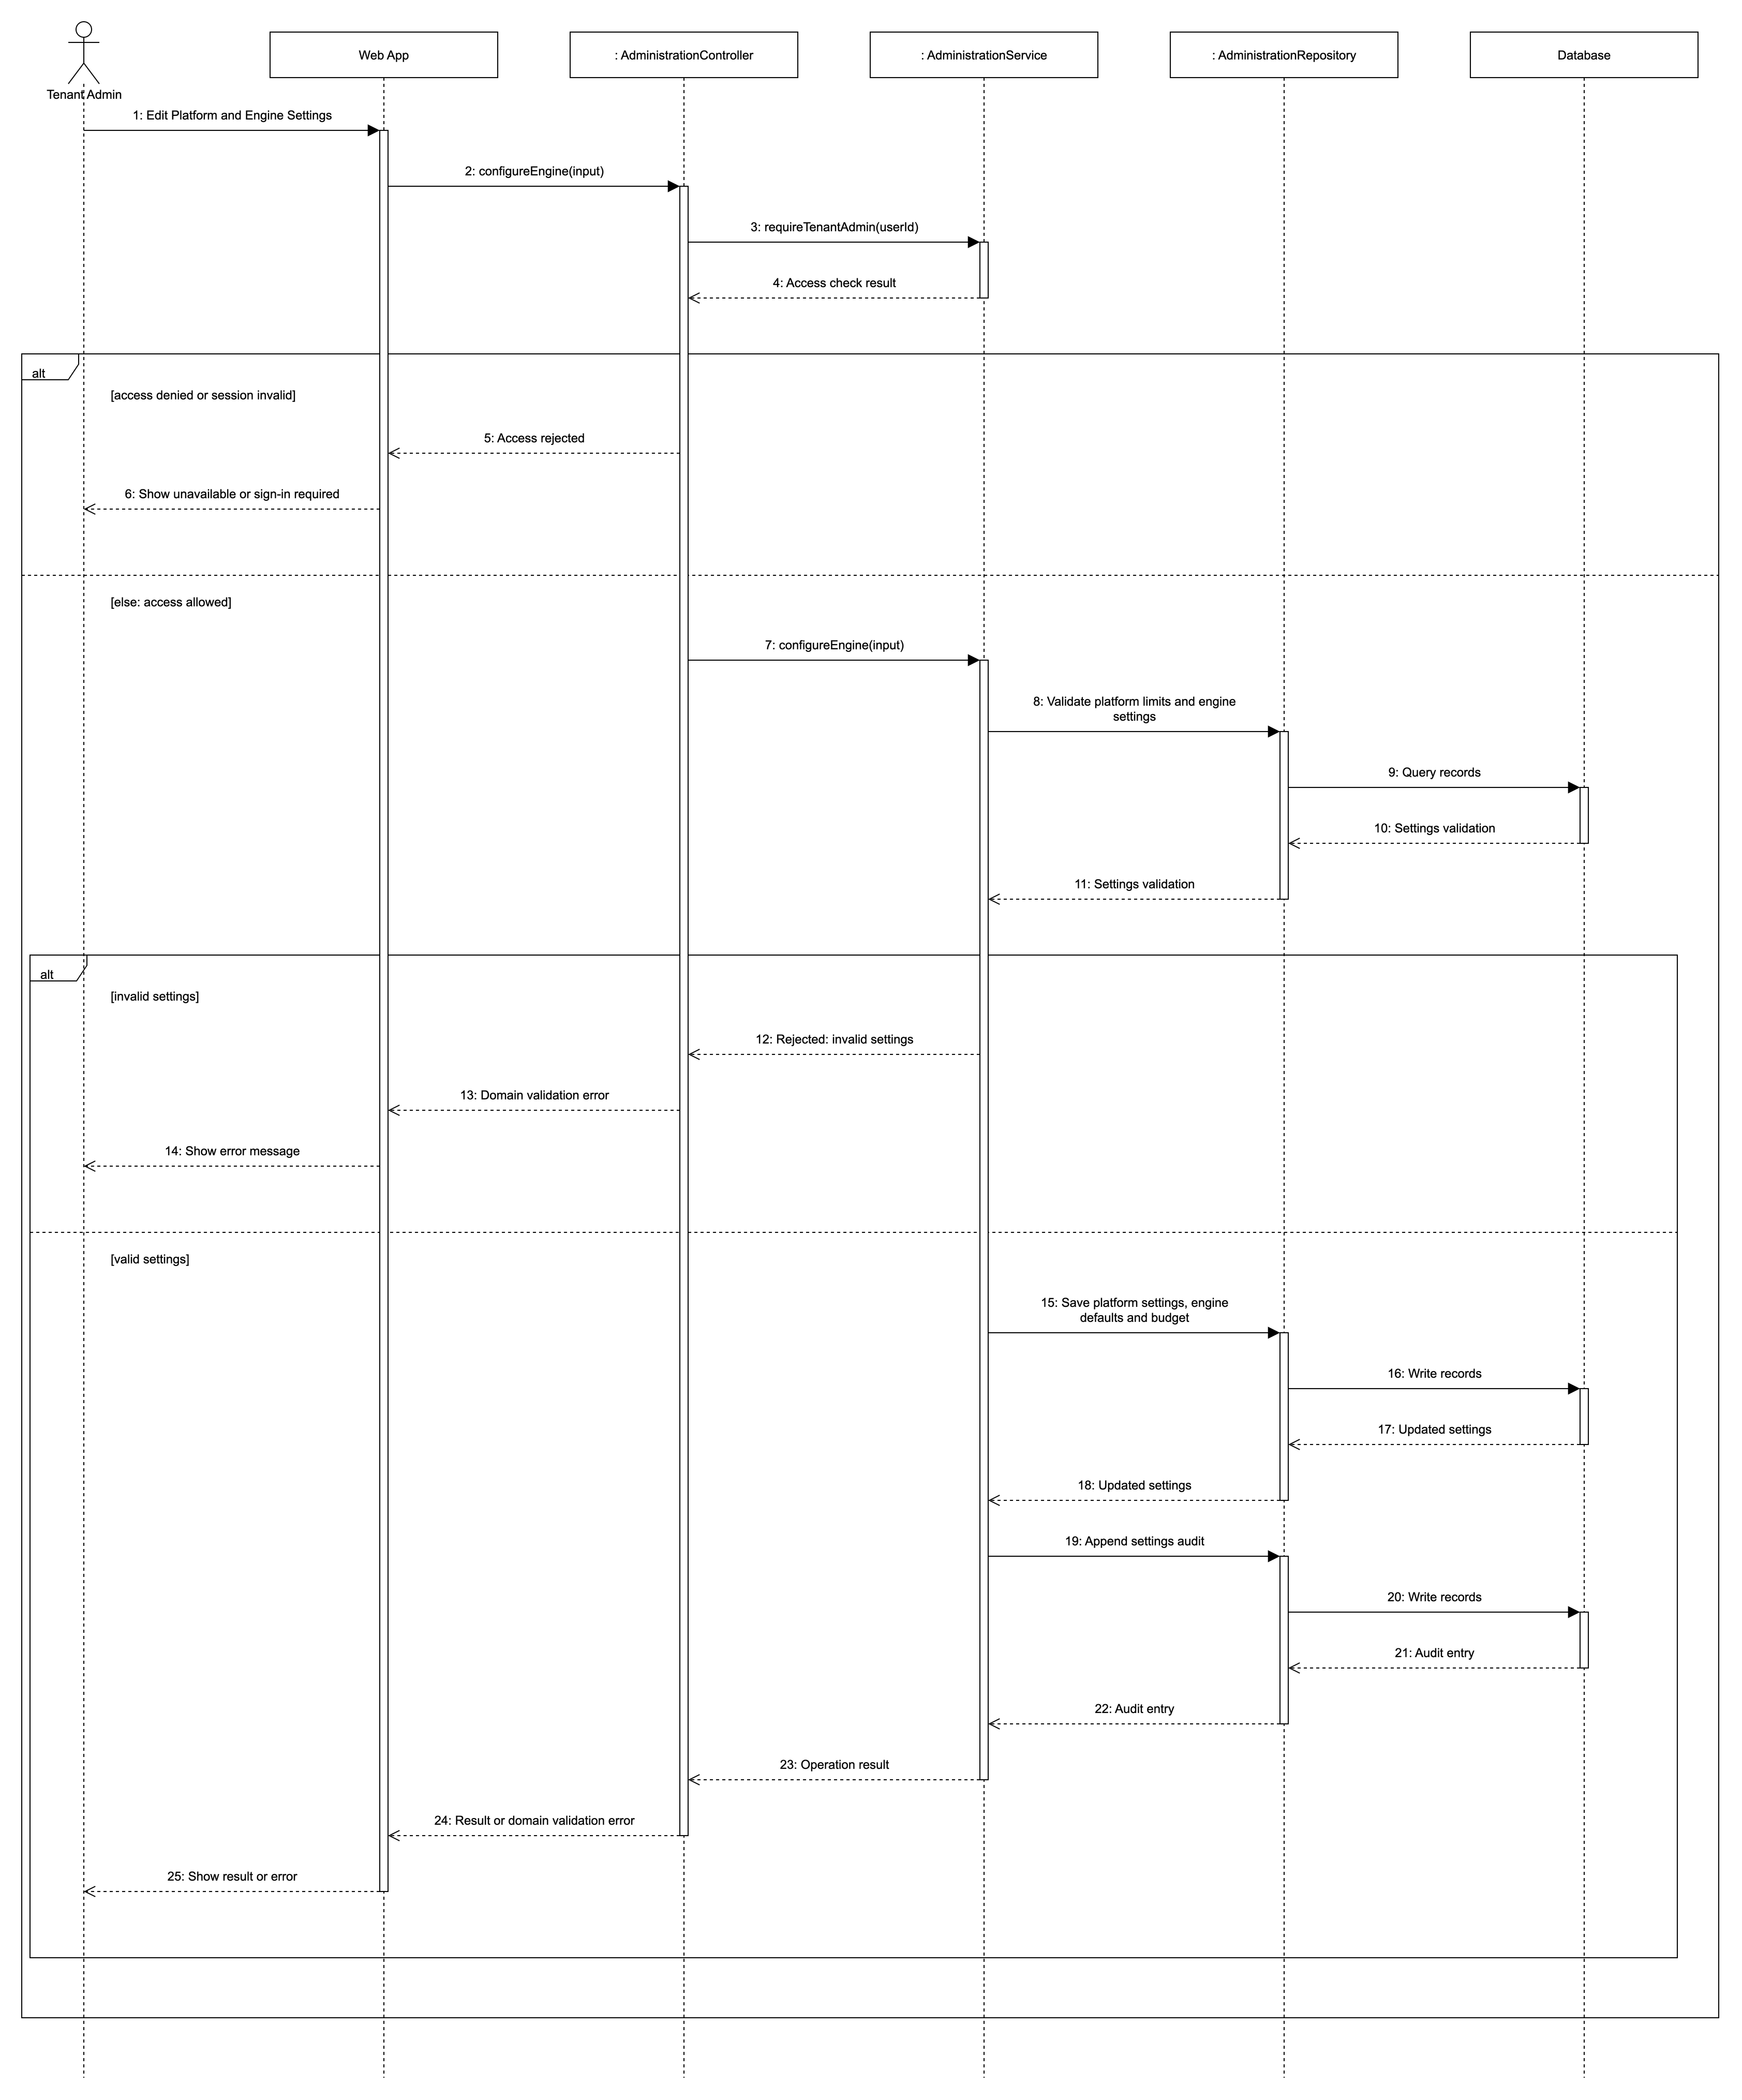 Web App
: AdministrationController
: AdministrationService
: AdministrationRepository
Database
Tenant Admin
1: Edit Platform and Engine Settings
2: configureEngine(input)
3: requireTenantAdmin(userId)
4: Access check result
alt
[access denied or session invalid]
5: Access rejected
6: Show unavailable or sign-in required
[else: access allowed]
7: configureEngine(input)
8: Validate platform limits and engine
settings
9: Query records
10: Settings validation
11: Settings validation
alt
[invalid settings]
12: Rejected: invalid settings
13: Domain validation error
14: Show error message
[valid settings]
15: Save platform settings, engine
defaults and budget
16: Write records
17: Updated settings
18: Updated settings
19: Append settings audit
20: Write records
21: Audit entry
22: Audit entry
23: Operation result
24: Result or domain validation error
25: Show result or error